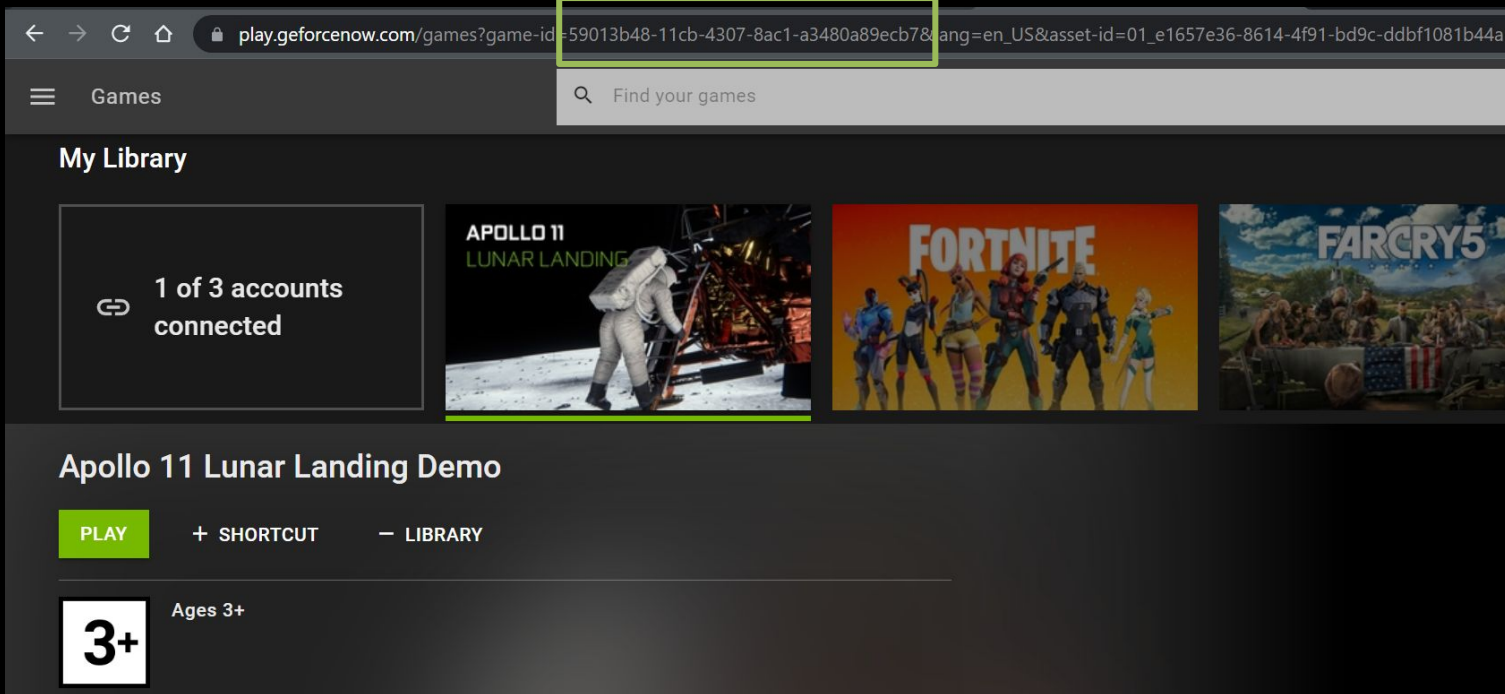 play.geforcenow.com/games?game-id=59013b48-11cb-4307-8ac1-a3480a89ecb7&lang=en_US&asset-id=01_e1657e36-8614-4f91-bd9c-ddbf1081b44a
Games
Find your games
My Library
1 of 3 accounts
connected
APOLLO 11
LUNAR LANDING
FORTNITE
FARCRY5
Apollo 11 Lunar Landing Demo
PLAY
+ SHORTCUT
− LIBRARY
3+
Ages 3+